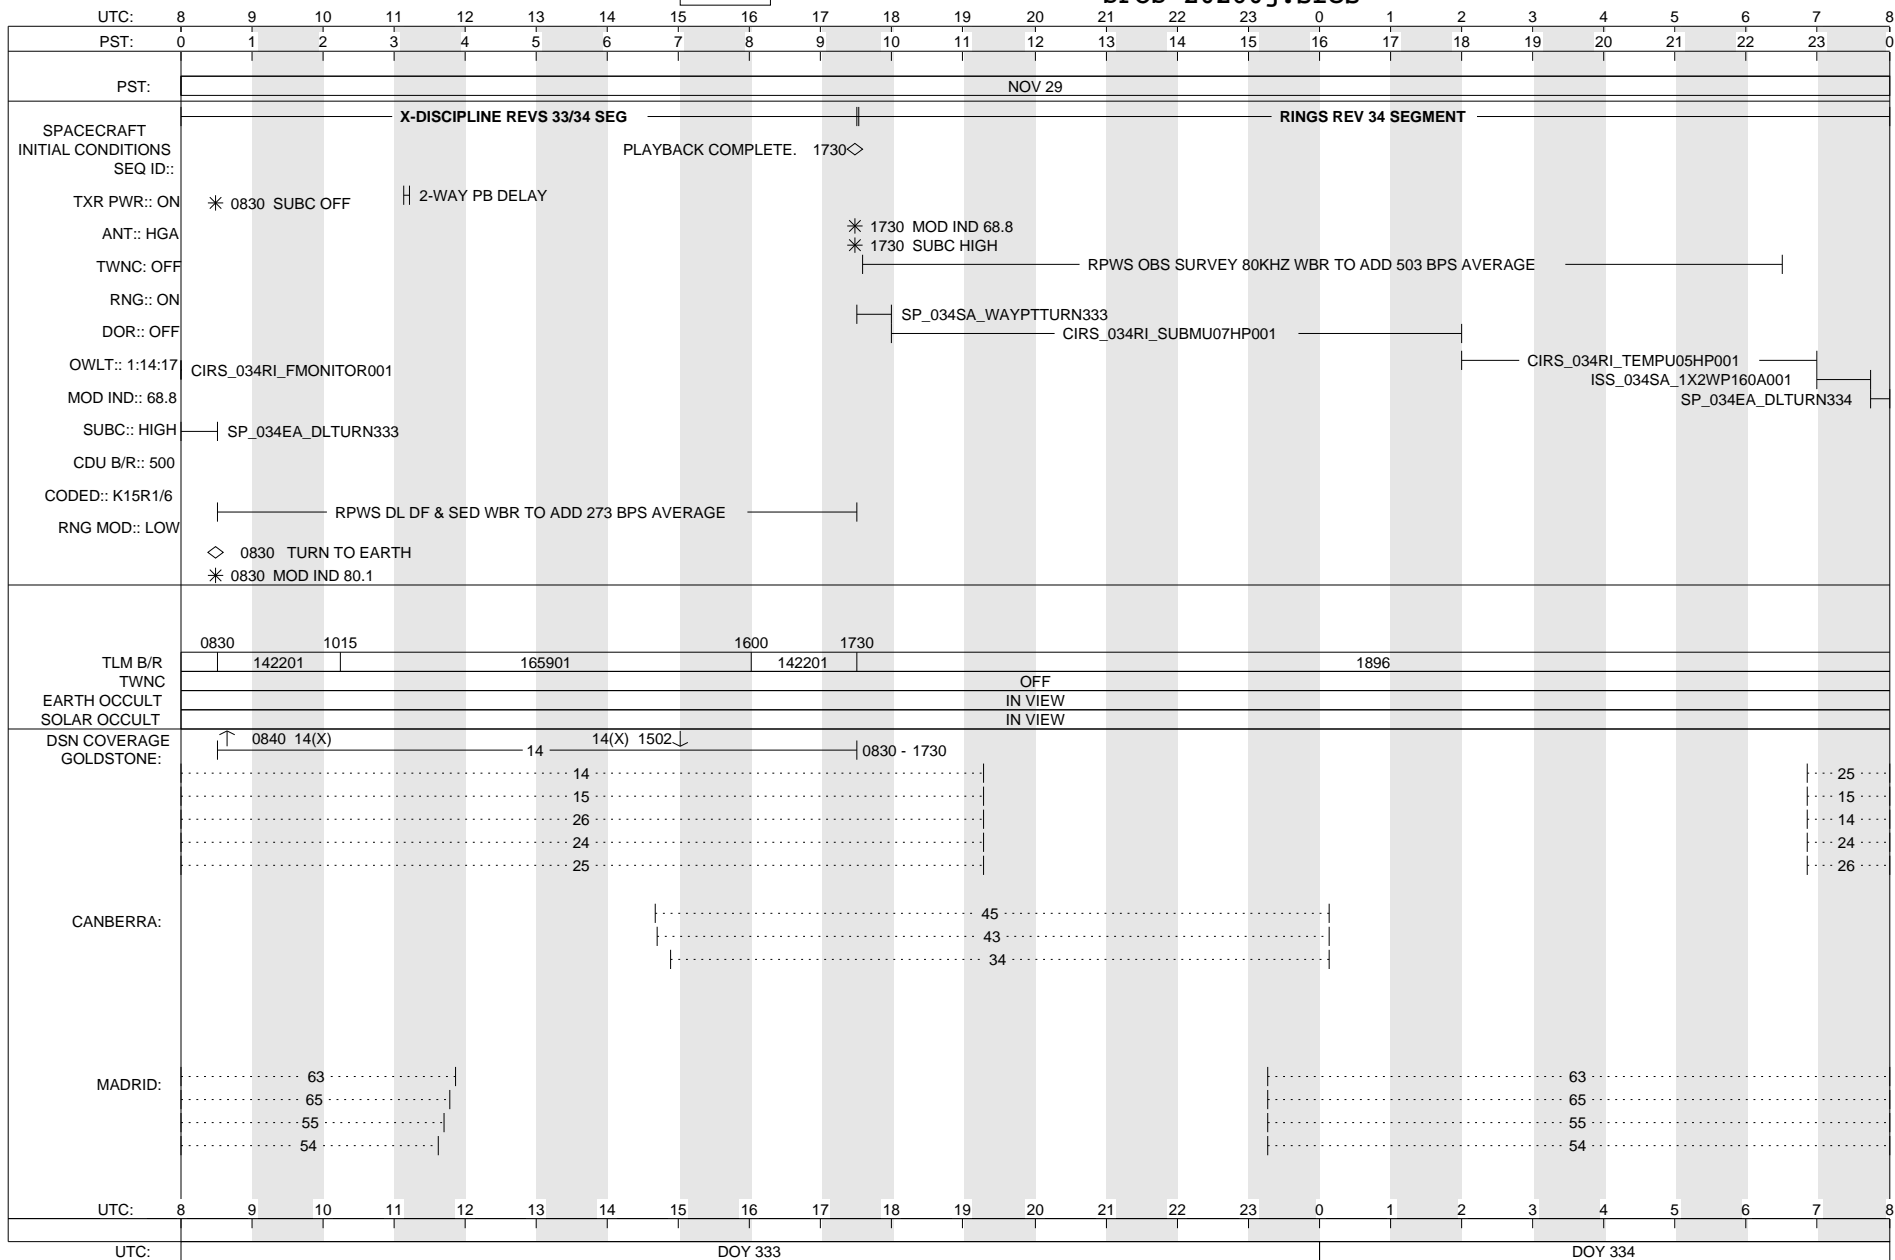 UTC: 8 9 10 11 12 13 14 15 16 17 18 19 20 21 22 23 0 1 2 3 4 5 6 7 8
PST: 0 1 2 3 4 5 6 7 8 9 10 11 12 13 14 15 16 17 18 19 20 21 22 23 0
PST: NOV 29
X-DISCIPLINE REVS 33/34 SEG RINGS REV 34 SEGMENT
SPACECRAFT
INITIAL CONDITIONS PLAYBACK COMPLETE. 1730
SEQ ID::
2-WAY PB DELAY
TXR PWR:: ON 0830 SUBC OFF
1730 MOD IND 68.8
ANT:: HGA
1730 SUBC HIGH
TWNC: OFF RPWS OBS SURVEY 80KHZ WBR TO ADD 503 BPS AVERAGE
RNG:: ON
SP_034SA_WAYPTTURN333
DOR:: OFF CIRS_034RI_SUBMU07HP001
OWLT:: 1:14:17 CIRS_034RI_TEMPU05HP001
CIRS_034RI_FMONITOR001
ISS_034SA_1X2WP160A001
MOD IND:: 68.8 SP_034EA_DLTURN334
SUBC:: HIGH SP_034EA_DLTURN333
CDU B/R:: 500
CODED:: K15R1/6
RPWS DL DF & SED WBR TO ADD 273 BPS AVERAGE
RNG MOD:: LOW
0830 TURN TO EARTH
0830 MOD IND 80.1
0830 1015 1600 1730
TLM B/R 142201 165901 142201 1896
TWNC OFF
EARTH OCCULT IN VIEW
SOLAR OCCULT IN VIEW
DSN COVERAGE 0840 14(X) 14(X) 1502
GOLDSTONE: 14 0830 - 1730
14 25
15 15
26 14
24 24
25 26
CANBERRA: 45
43
34
MADRID: 63 63
65 65
55 55
54 54
UTC: 8 9 10 11 12 13 14 15 16 17 18 19 20 21 22 23 0 1 2 3 4 5 6 7 8
UTC: DOY 333 DOY 334